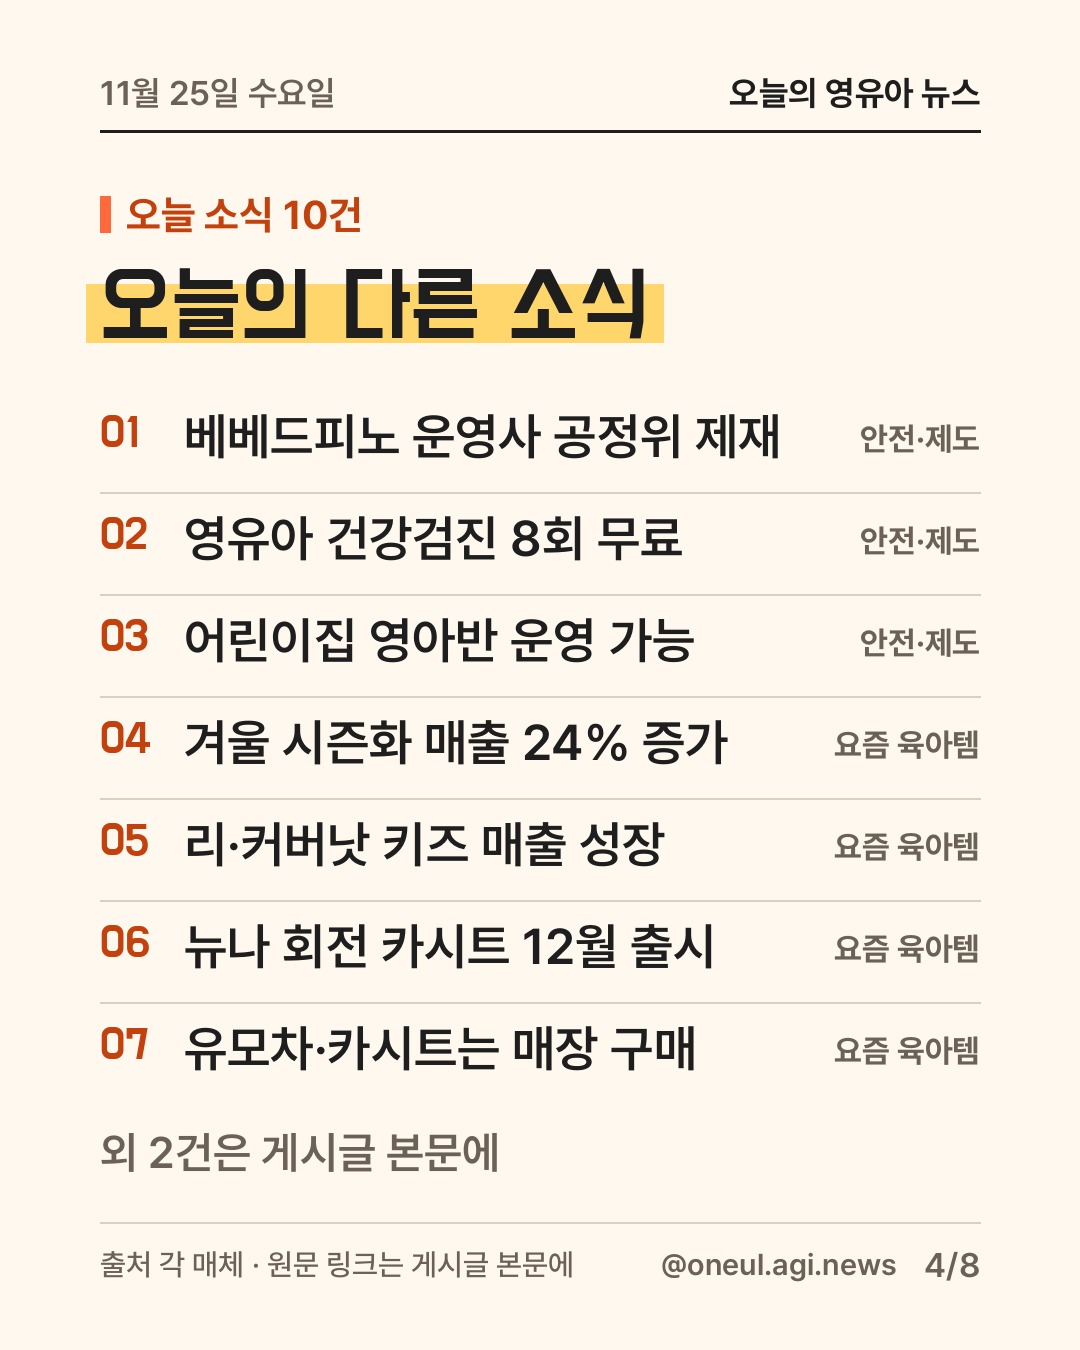 11월 25일 수요일
오늘의 영유아 뉴스
오늘 소식 10건
오늘의 다른 소식
01 베베드피노 운영사 공정위 제재 안전·제도
02 영유아 건강검진 8회 무료 안전·제도
03 어린이집 영아반 운영 가능 안전·제도
04 겨울 시즌화 매출 24% 증가 요즘 육아템
05 리·커버낫 키즈 매출 성장 요즘 육아템
06 뉴나 회전 카시트 12월 출시 요즘 육아템
07 유모차·카시트는 매장 구매 요즘 육아템
외 2건은 게시글 본문에
출처 각 매체 · 원문 링크는 게시글 본문에
@oneul.agi.news 4/8